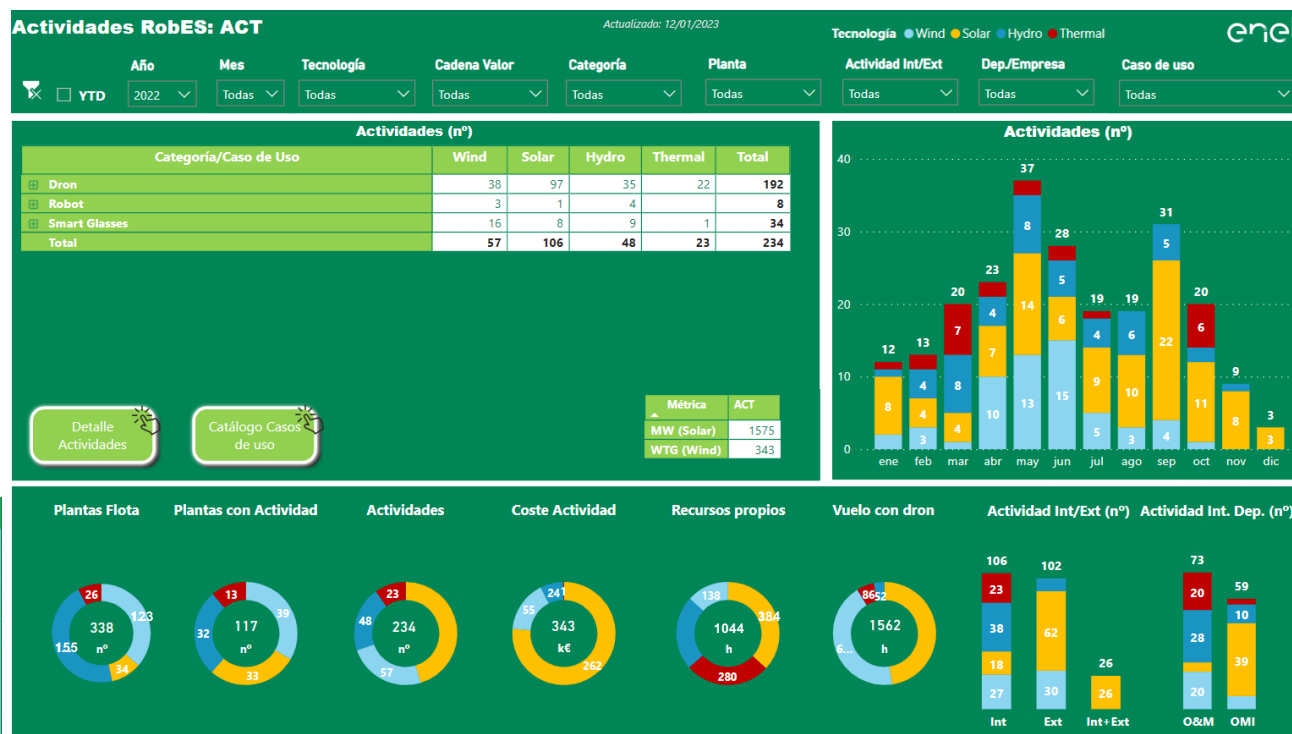 Actividades RobES: ACT
Actualizado: 12/01/2023
Tecnología Wind Solar Hydro Thermal
ene
Año Mes Tecnología Cadena Valor Categoría Planta Actividad Int/Ext Dep./Empresa Caso de uso
YTD 2022 Todas Todas Todas Todas Todas Todas Todas Todas
Actividades (nº)
Categoría/Caso de Uso Wind Solar Hydro Thermal Total
Dron 38 97 35 22 192
Robot 3 1 4 8
Smart Glasses 16 8 9 1 34
Total 57 106 48 23 234
Detalle
Actividades
Catálogo Casos
de uso
Métrica ACT
MW (Solar) 1575
WTG (Wind) 343
Actividades (nº)
40
37
31
30
8
28
5
23
5
20
14
20
19
19
20
4
6
7
4
6
22
6
13
12
7
10
4
8
9
10
11
9
8
4
4
10
13
15
8
3
3
5
3
4
3
0
ene feb mar abr may jun jul ago sep oct nov dic
Plantas Flota
26
123
338
nº
155
34
Plantas con Actividad
13
39
117
nº
32
33
Actividades
23
48
234
nº
57
Coste Actividad
241
55
343
k€
262
Recursos propios
138
384
1044
h
280
Vuelo con dron
8652
1562
h
6...
Actividad Int/Ext (nº)
106
102
23
38
62
26
18
27
30
26
Int Ext Int+Ext
Actividad Int. Dep. (nº)
73
59
20
10
28
39
20
O&M OMI